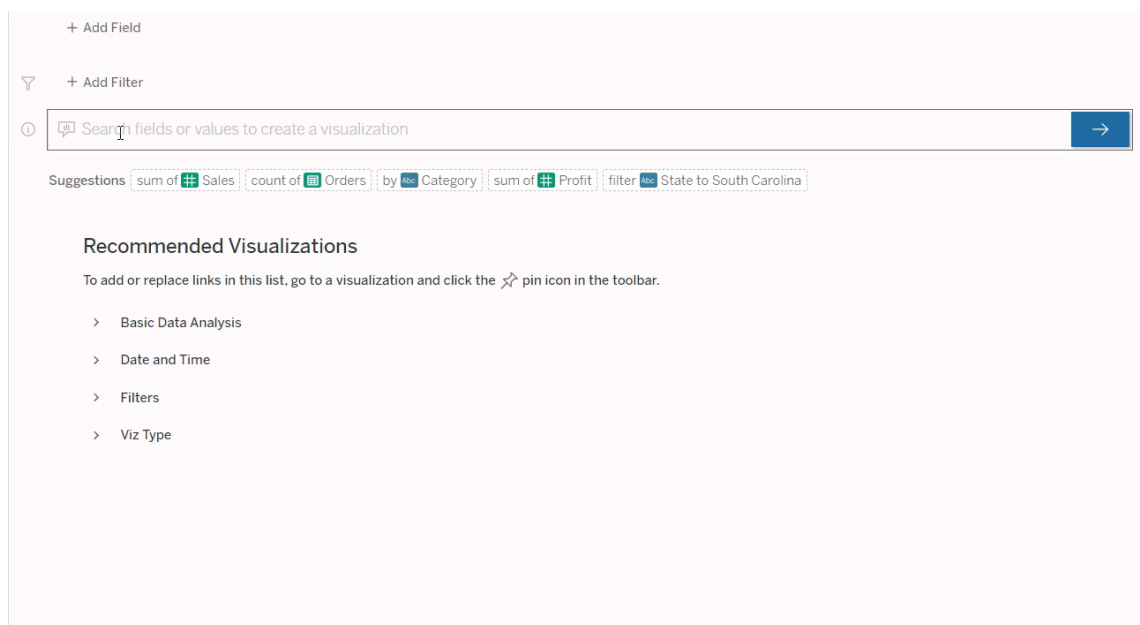 + Add Field
+ Add Filter
Search fields or values to create a visualization
Suggestions sum of Sales count of Orders by Abc Category sum of Profit filter Abc State to South Carolina
Recommended Visualizations
To add or replace links in this list, go to a visualization and click the pin icon in the toolbar.
Basic Data Analysis
Date and Time
Filters
Viz Type